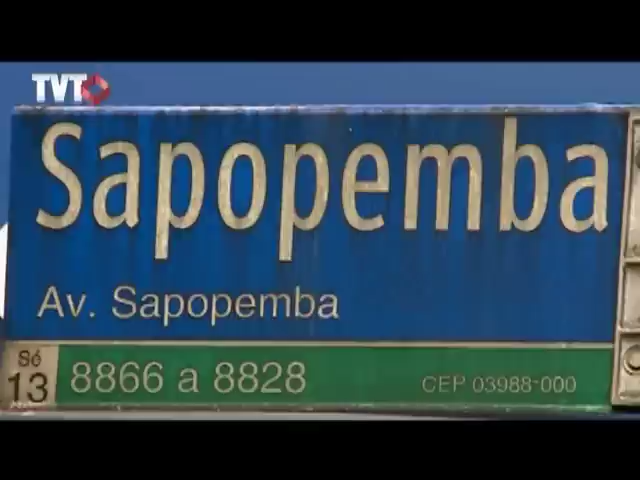 TVT
Sapopemba
Av. Sapopemba
Sé
13
8866 a 8828
CEP 03988-000